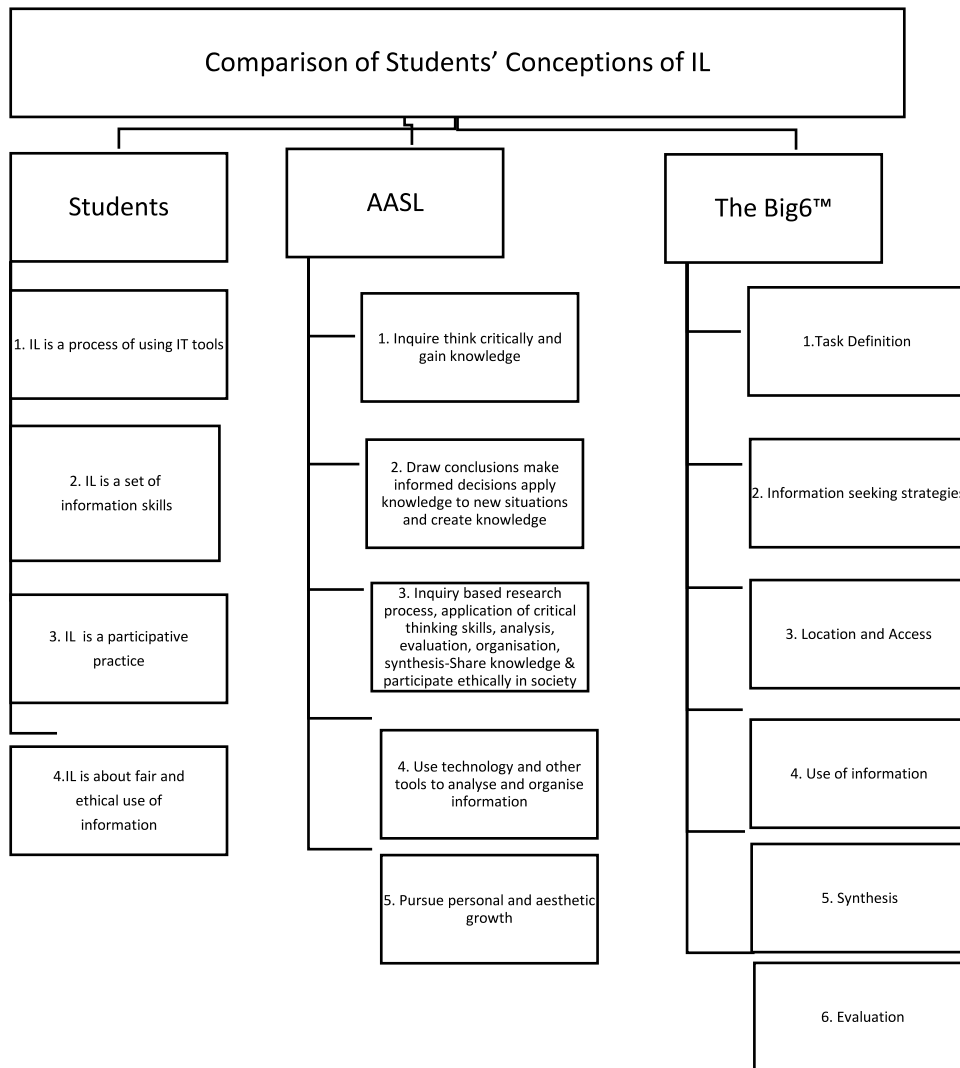 Comparison of Students’ Conceptions of IL
Students
1. IL is a process of using IT tools
2. IL is a set of
information skills
3. IL  is a participative
practice
4.IL is about fair and
ethical use of
information
AASL
1. Inquire think critically and
gain knowledge
2. Draw conclusions make
informed decisions apply
knowledge to new situations
and create knowledge
3. Inquiry based research
process, application of critical
thinking skills, analysis,
evaluation, organisation,
synthesis-Share knowledge &
participate ethically in society
4. Use technology and other
tools to analyse and organise
information
5. Pursue personal and aesthetic
growth
The Big6™
1.Task Definition
2. Information seeking strategies
3. Location and Access
4. Use of information
5. Synthesis
6. Evaluation